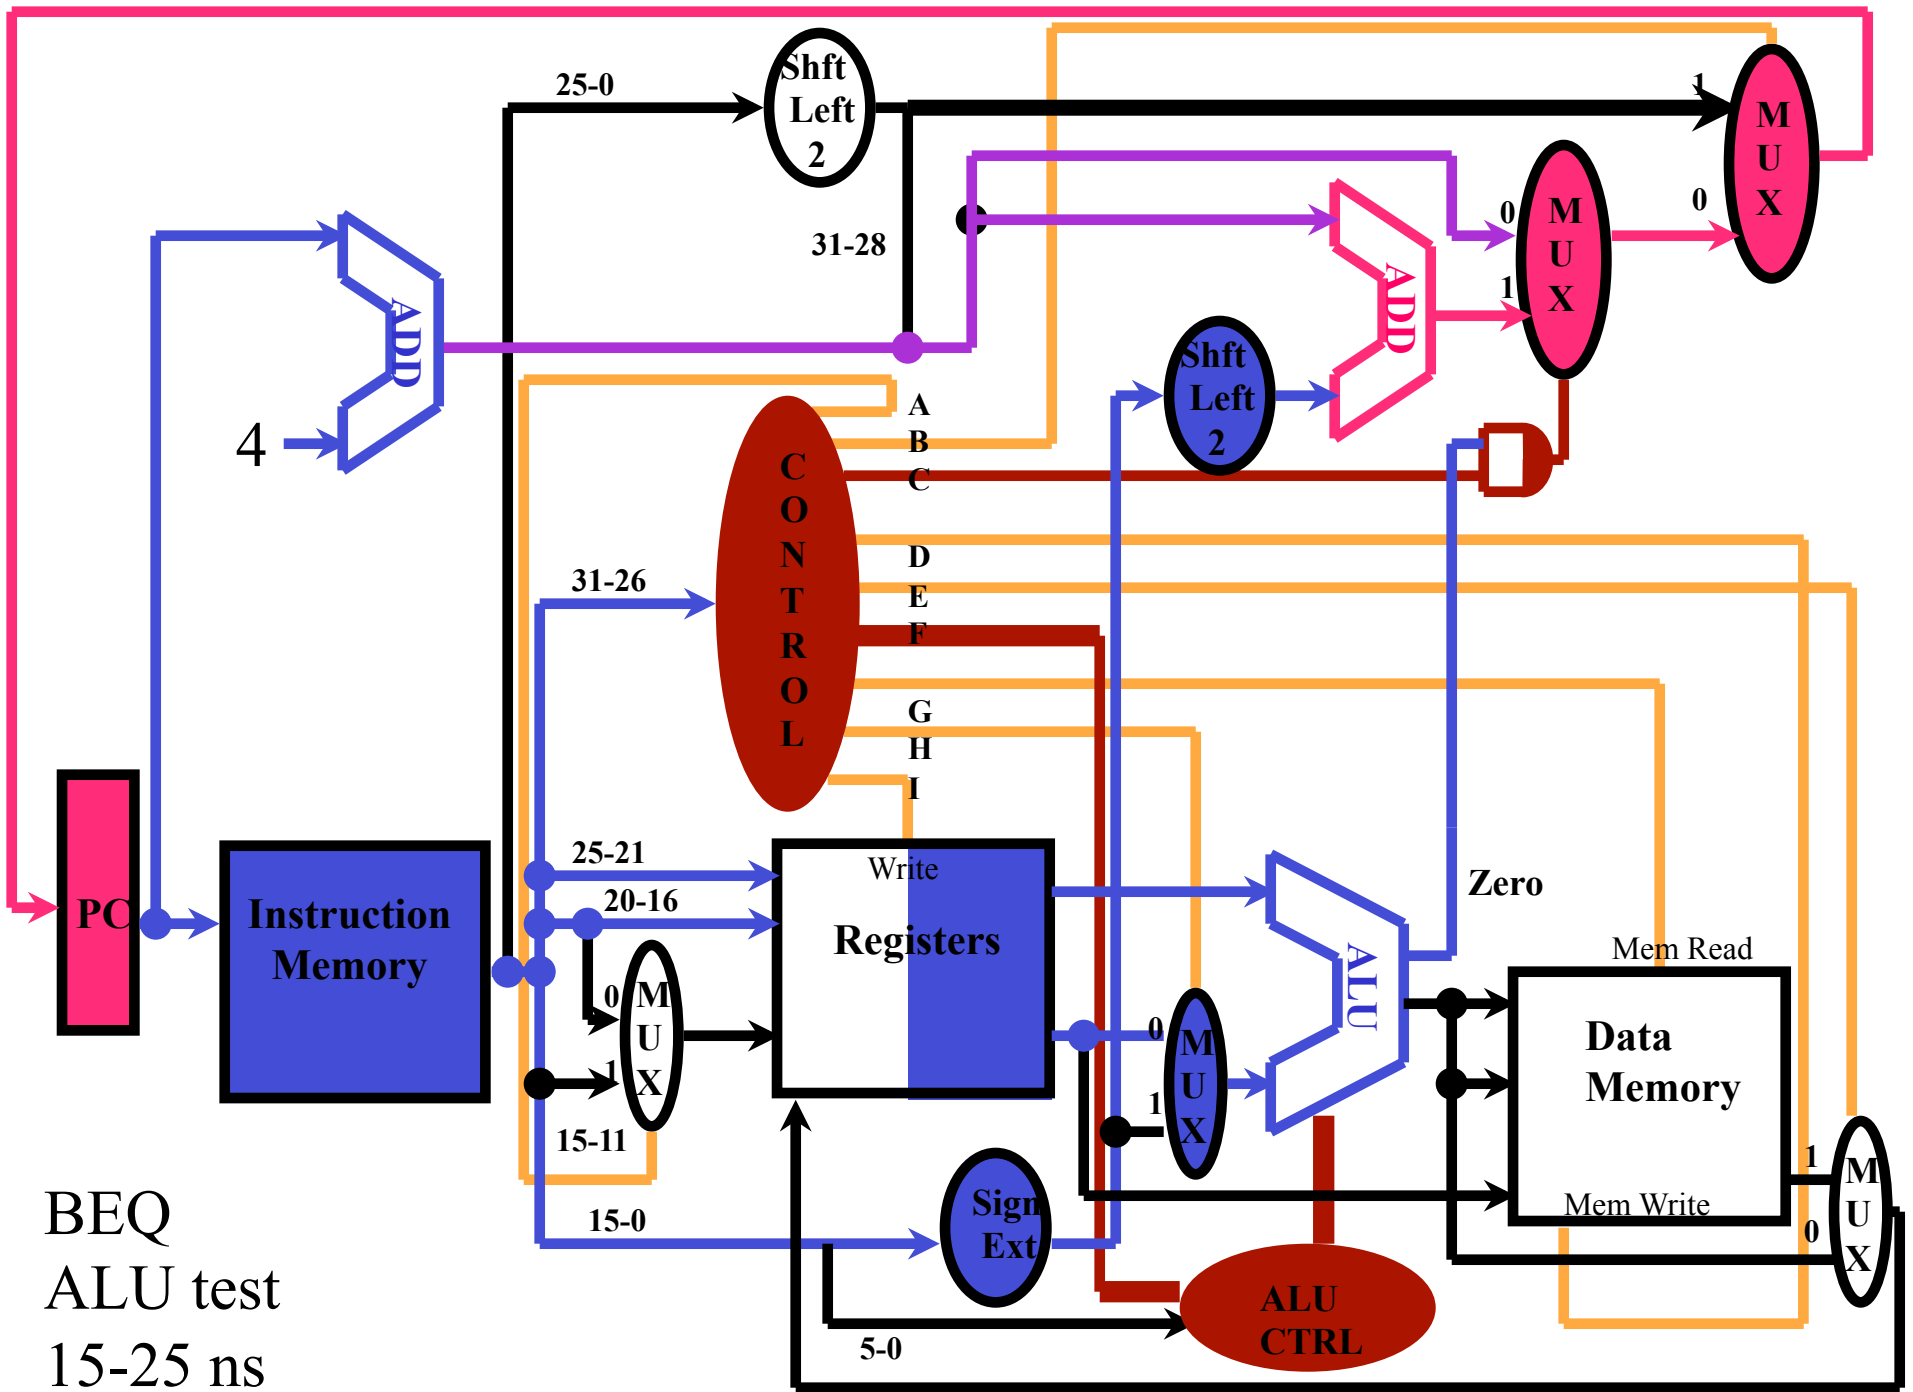 25-0
Shft
Left
2
1
M
U
X
0
M
U
X
0
1
31-28
ADD
ADD
4
Shft
Left
2
A
B
C
D
E
F
G
H
I
C
O
N
T
R
O
L
31-26
25-21
20-16
Write
Registers
Zero
PC
Instruction
Memory
0
1
M
U
X
15-11
0
1
M
U
X
ALU
Mem Read
Data
Memory
Mem Write
1
0
M
U
X
15-0
Sign
Ext
5-0
ALU
CTRL
BEQ
ALU test
15-25 ns